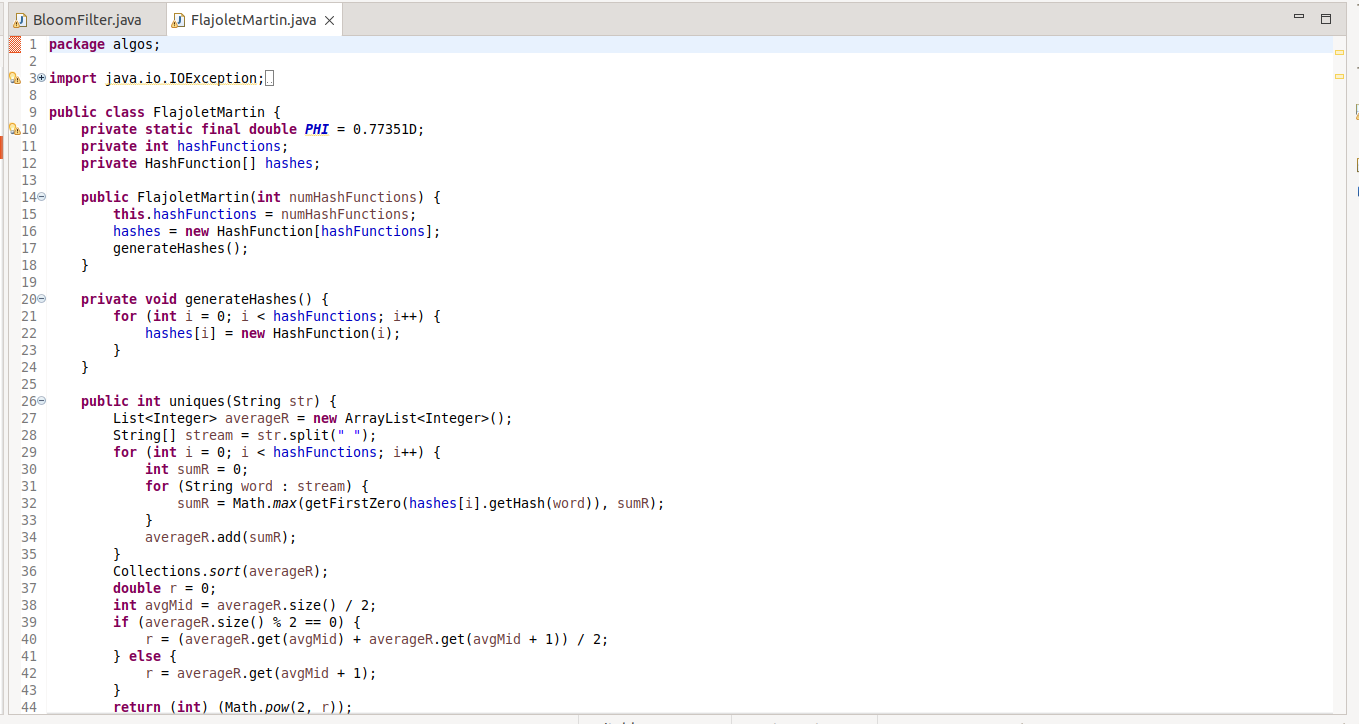 BloomFilter.java
FlajoletMartin.java
1 package algos;
2
3 import java.io.IOException;
8
9 public class FlajoletMartin {
10     private static final double PHI = 0.77351D;
11     private int hashFunctions;
12     private HashFunction[] hashes;
13
14     public FlajoletMartin(int numHashFunctions) {
15         this.hashFunctions = numHashFunctions;
16         hashes = new HashFunction[hashFunctions];
17         generateHashes();
18     }
19
20     private void generateHashes() {
21         for (int i = 0; i < hashFunctions; i++) {
22             hashes[i] = new HashFunction(i);
23         }
24     }
25
26     public int uniques(String str) {
27         List<Integer> averageR = new ArrayList<Integer>();
28         String[] stream = str.split(" ");
29         for (int i = 0; i < hashFunctions; i++) {
30             int sumR = 0;
31             for (String word : stream) {
32                 sumR = Math.max(getFirstZero(hashes[i].getHash(word)), sumR);
33             }
34             averageR.add(sumR);
35         }
36         Collections.sort(averageR);
37         double r = 0;
38         int avgMid = averageR.size() / 2;
39         if (averageR.size() % 2 == 0) {
40             r = (averageR.get(avgMid) + averageR.get(avgMid + 1)) / 2;
41         } else {
42             r = averageR.get(avgMid + 1);
43         }
44         return (int) (Math.pow(2, r));